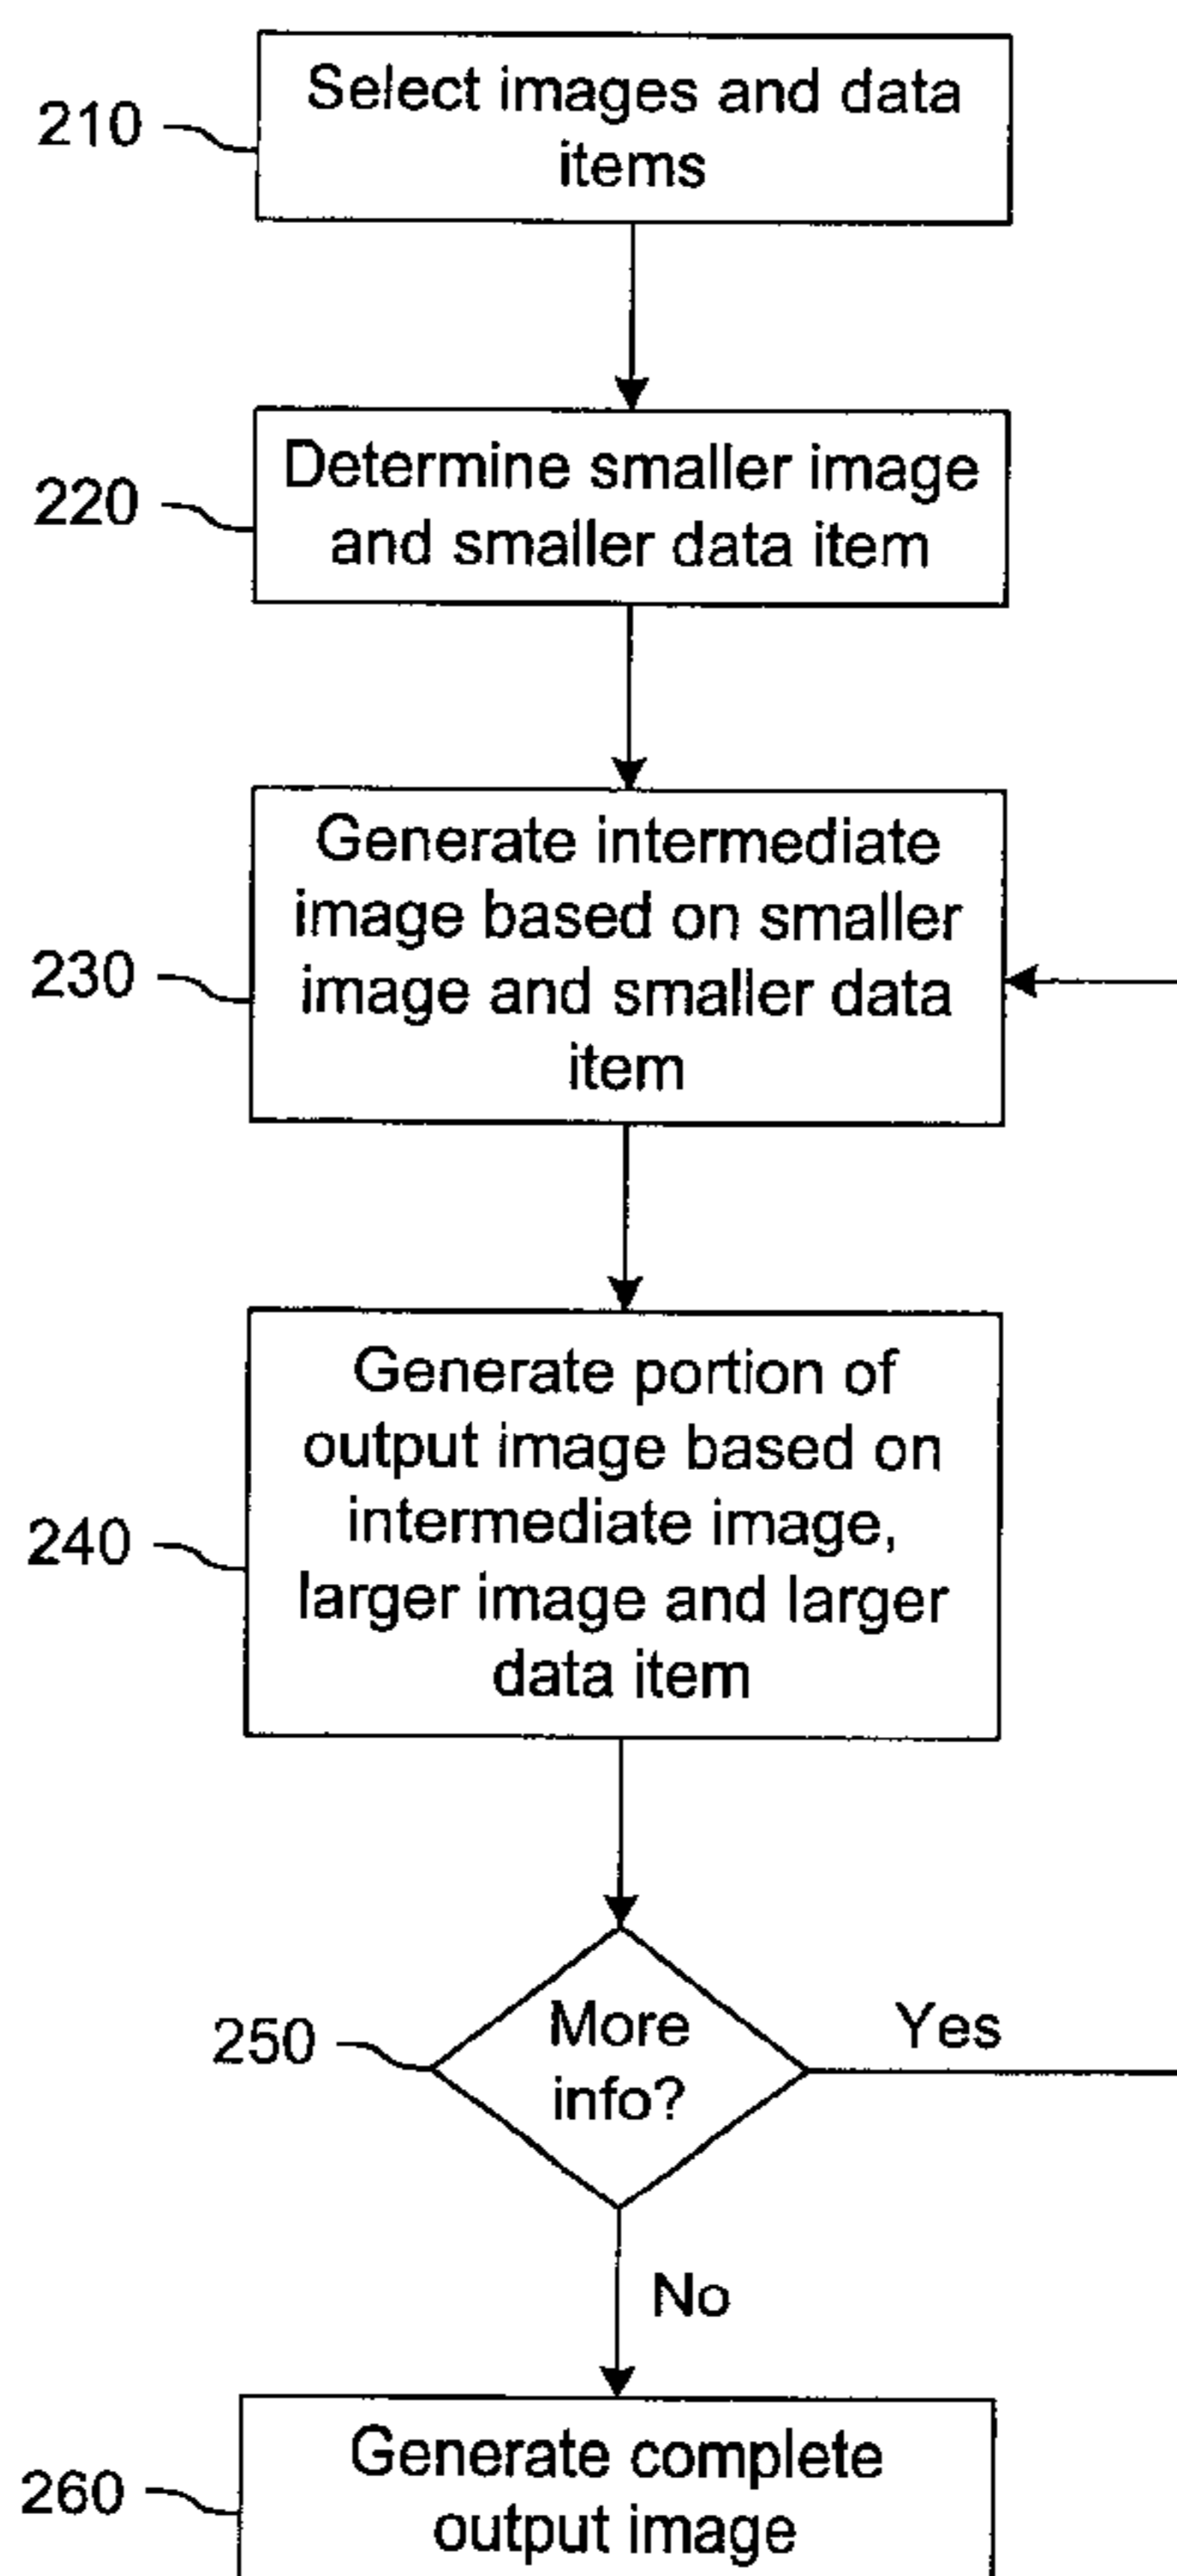 210
Select images and data
items
220
Determine smaller image
and smaller data item
230
Generate intermediate
image based on smaller
image and smaller data
item
240
Generate portion of
output image based on
intermediate image,
larger image and larger
data item
250
More
info?
Yes
No
260
Generate complete
output image